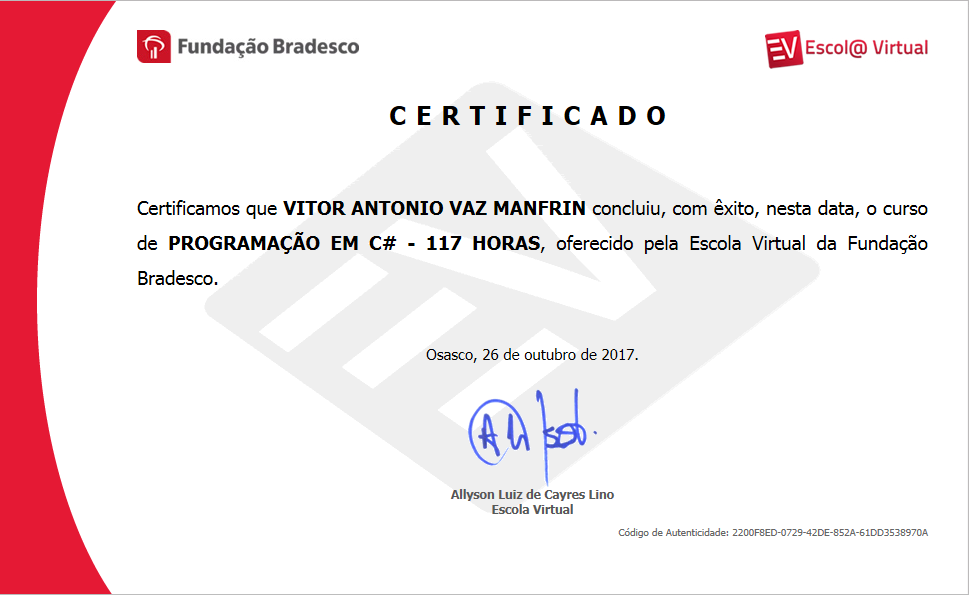 Fundação Bradesco
EV Escol@ Virtual
CERTIFICADO
Certificamos que VITOR ANTONIO VAZ MANFRIN concluiu, com êxito, nesta data, o curso
de PROGRAMAÇÃO EM C# - 117 HORAS, oferecido pela Escola Virtual da Fundação
Bradesco.
Osasco, 26 de outubro de 2017.
Allyson Luiz de Cayres Lino
Escola Virtual
Código de Autenticidade: 2200F8ED-0729-42DE-852A-61DD3538970A